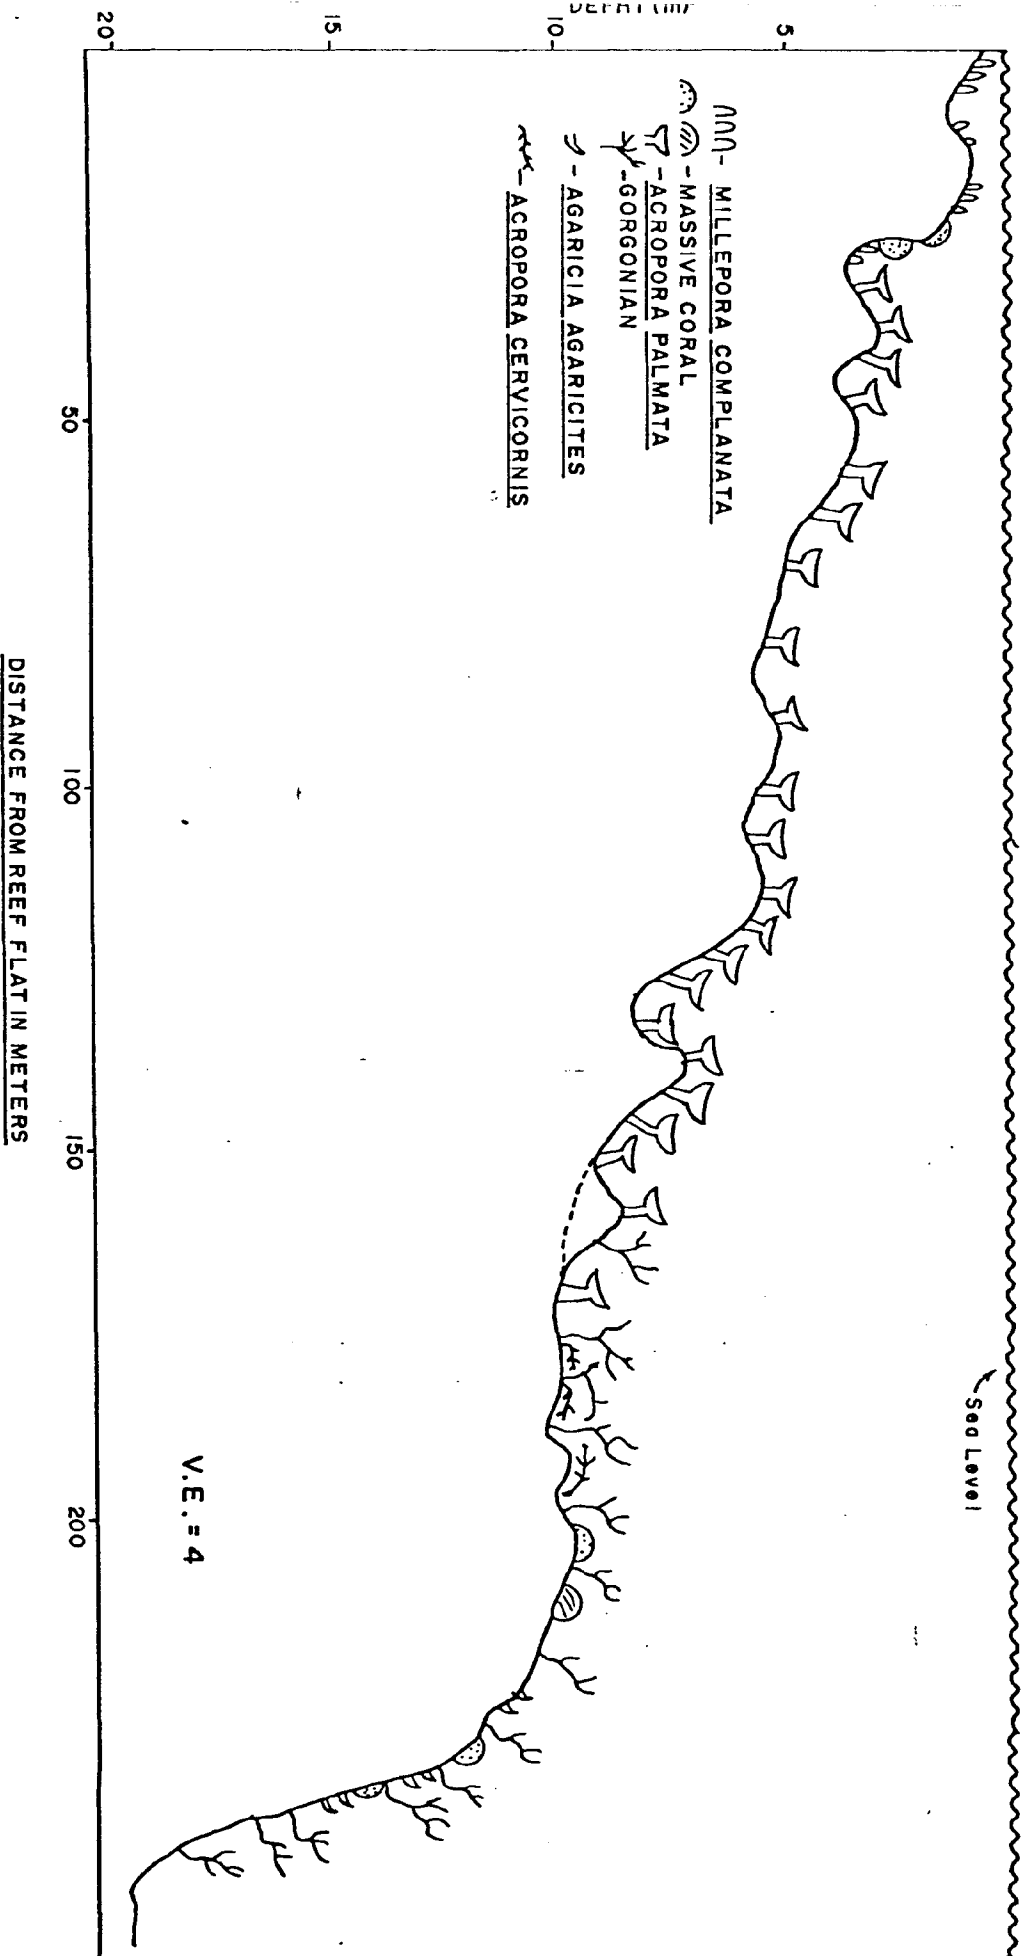 DEPTH (m)
5
10
15
20
MILLEPORA COMPLANATA
- MASSIVE CORAL
- ACROPORA PALMATA
- GORGONIAN
- AGARICIA AGARICITES
- ACROPORA CERVICORNIS
Sea Level
V.E. = 4
50
100
150
200
DISTANCE FROM REEF FLAT IN METERS